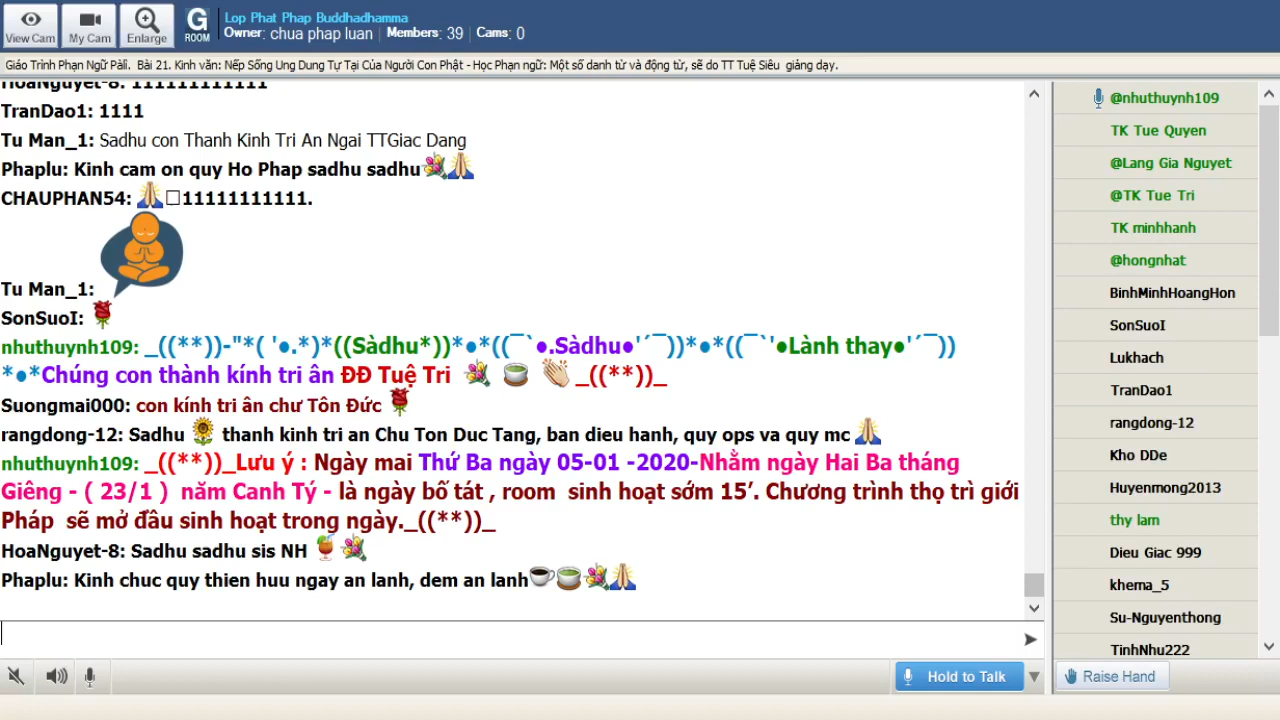 Lop Phat Phap Buddhadhamma
Owner: chua pháp luan | Members: 39 | Cams: 0
View Cam
My Cam
Enlarge
G
ROOM
Giáo Trình Phạn Ngữ Pàli. Bài 21. Kinh văn: Nếp Sống Ung Dung Tự Tại Của Người Con Phật - Học Phạn ngữ: Một số danh từ và động từ, sẽ do TT Tuệ Siêu giảng dạy.
HoaNguyet-8: 111111111111
TranDao1: 1111
Tu Man_1: Sadhu con Thanh Kinh Tri An Ngai TTGiac Dang
Phaplu: Kinh cam on quy Ho Phap sadhu sadhu💐🙏
CHAUPHAN54: 🙏□11111111111.
Tu Man_1:
SonSuoI: 🌹
nhuthuynh109: _((**))-"*( '●.*)*((Sàdhu*))*●*((¯`●.Sàdhu●'´¯))*●*((¯`'●Lành thay●'´¯))
*●*Chúng con thành kính tri ân ĐĐ Tuệ Tri 💐 🍵 👏 _((**))_
Suongmai000: con kính tri ân chư Tôn Đức 🌹
rangdong-12: Sadhu 🌻 thanh kinh tri an Chu Ton Duc Tang, ban dieu hanh, quy ops va quy mc 🙏
nhuthuynh109: _((**))_Lưu ý : Ngày mai Thứ Ba ngày 05-01 -2020-Nhằm ngày Hai Ba tháng
Giêng - ( 23/1 ) năm Canh Tý - là ngày bố tát , room sinh hoạt sớm 15’. Chương trình thọ trì giới
Pháp sẽ mở đầu sinh hoạt trong ngày._((**))_
HoaNguyet-8: Sadhu sadhu sis NH 🍹💐
Phaplu: Kinh chuc quy thien huu ngay an lanh, dem an lanh☕🍵💐🙏
Hold to Talk
@nhuthuynh109
TK Tue Quyen
@Lang Gia Nguyet
@TK Tue Tri
TK minhhanh
@hongnhat
BinhMinhHoangHon
SonSuoI
Lukhach
TranDao1
rangdong-12
Kho DDe
Huyenmong2013
thy lam
Dieu Giac 999
khema_5
Su-Nguyenthong
TinhNhu222
Raise Hand